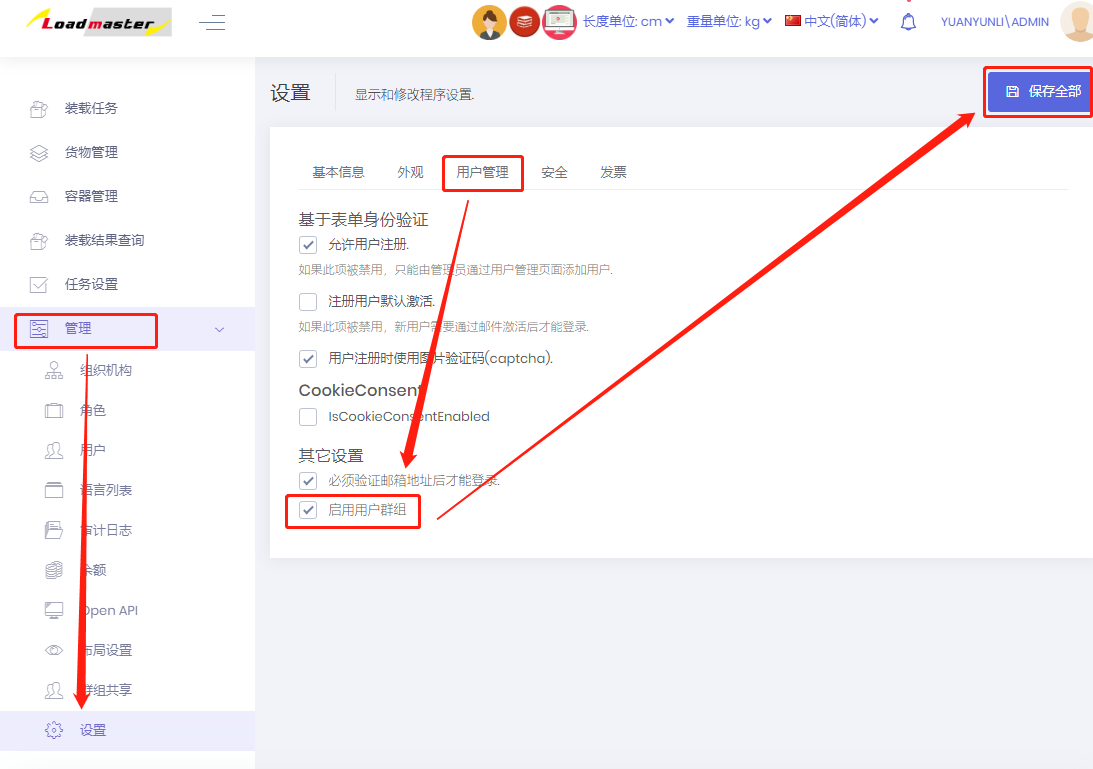 Loadmaster
长度单位: cm
重量单位: kg
中文(简体)
YUANYUNLI\ADMIN
装载任务
货物管理
容器管理
装载结果查询
任务设置
管理
组织机构
角色
用户
语言列表
审计日志
余额
Open API
布局设置
群组共享
设置
设置
显示和修改程序设置.
保存全部
基本信息
外观
用户管理
安全
发票
基于表单身份验证
允许用户注册.
如果此项被禁用，只能由管理员通过用户管理页面添加用户.
注册用户默认激活.
如果此项被禁用，新用户需要通过邮件激活后才能登录.
用户注册时使用图片验证码(captcha).
CookieConsent
IsCookieConsentEnabled
其它设置
必须验证邮箱地址后才能登录.
启用用户群组